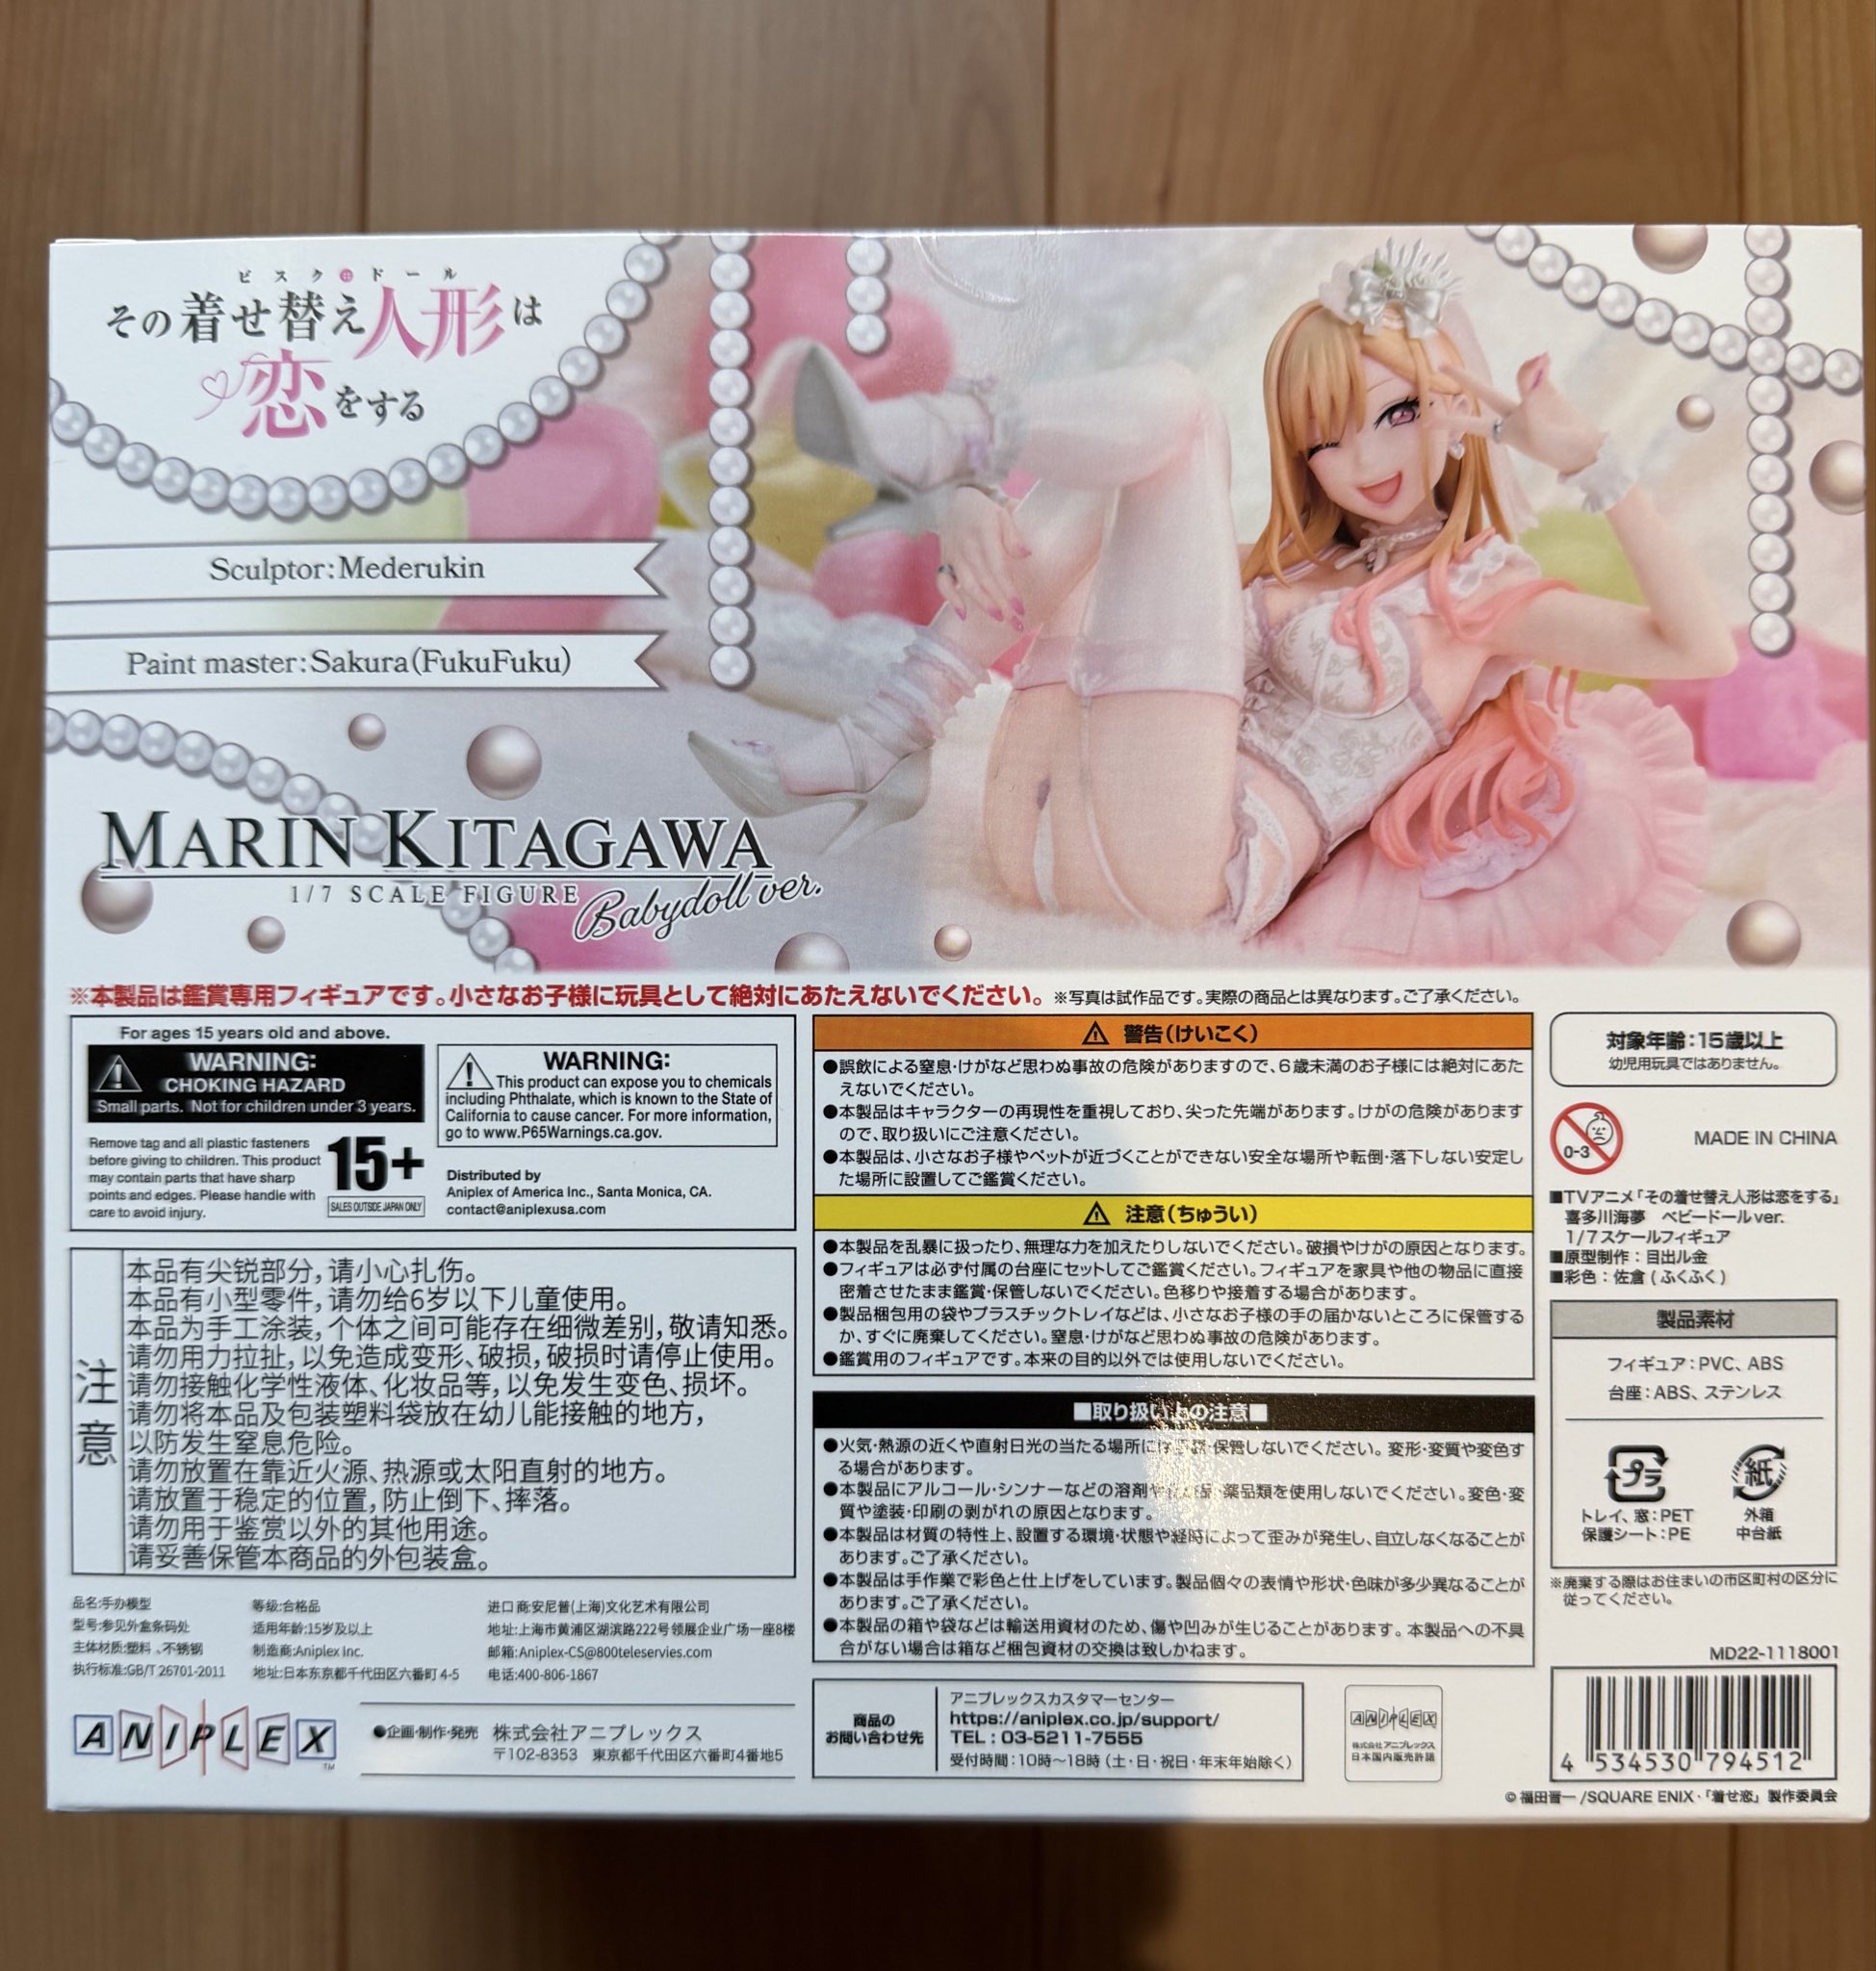 ビスク・ドール
その着せ替え人形は
恋をする
Sculptor:Mederukin
Paint master:Sakura(FukuFuku)
MARIN KITAGAWA
1/7 SCALE FIGURE
Babydoll ver.
※本製品は鑑賞専用フィギュアです。小さなお子様に玩具として絶対にあたえないでください。 ※写真は試作品です。実際の商品とは異なります。ご了承ください。
For ages 15 years old and above.
WARNING:
CHOKING HAZARD
Small parts. Not for children under 3 years.
Remove tag and all plastic fasteners
before giving to children. This product
may contain parts that have sharp
points and edges. Please handle with
care to avoid injury.
15+
SALES OUTSIDE JAPAN ONLY
WARNING:
This product can expose you to chemicals
including Phthalate, which is known to the State of
California to cause cancer. For more information,
go to www.P65Warnings.ca.gov.
Distributed by
Aniplex of America Inc., Santa Monica, CA.
contact@aniplexusa.com
注意
本品有尖锐部分,请小心扎伤。
本品有小型零件,请勿给6岁以下儿童使用。
本品为手工涂装,个体之间可能存在细微差别,敬请知悉。
请勿用力拉扯,以免造成变形、破损,破损时请停止使用。
请勿接触化学性液体、化妆品等,以免发生变色、损坏。
请勿将本品及包装塑料袋放在幼儿能接触的地方,
以防发生窒息危险。
请勿放置在靠近火源、热源或太阳直射的地方。
请放置于稳定的位置,防止倒下、摔落。
请勿用于鉴赏以外的其他用途。
请妥善保管本商品的外包装盒。
品名:手办模型
型号:参见外盒条码处
主体材质:塑料、不锈钢
执行标准:GB/T 26701-2011
等级:合格品
适用年龄:15岁及以上
制造商:Aniplex Inc.
地址:日本东京都千代田区六番町 4-5
进口商:安尼普(上海)文化艺术有限公司
地址:上海市黄浦区湖滨路222号领展企业广场一座8楼
邮箱:Aniplex-CS@800teleservies.com
电话:400-806-1867
ANIPLEX TM
●企画・制作・発売 株式会社アニプレックス
〒102-8353 東京都千代田区六番町4番地5
警告(けいこく)
●誤飲による窒息・けがなど思わぬ事故の危険がありますので、6歳未満のお子様には絶対にあた
えないでください。
●本製品はキャラクターの再現性を重視しており、尖った先端があります。けがの危険があります
ので、取り扱いにご注意ください。
●本製品は、小さなお子様やペットが近づくことができない安全な場所や転倒・落下しない安定し
た場所に設置してご鑑賞ください。
注意(ちゅうい)
●本製品を乱暴に扱ったり、無理な力を加えたりしないでください。破損やけがの原因となります。
●フィギュアは必ず付属の台座にセットしてご鑑賞ください。フィギュアを家具や他の物品に直接
密着させたまま鑑賞・保管しないでください。色移りや接着する場合があります。
●製品梱包用の袋やプラスチックトレイなどは、小さなお子様の手の届かないところに保管する
か、すぐに廃棄してください。窒息・けがなど思わぬ事故の危険があります。
●鑑賞用のフィギュアです。本来の目的以外では使用しないでください。
■取り扱い上の注意■
●火気・熱源の近くや直射日光の当たる場所に 保管しないでください。変形・変質や変色す
る場合があります。
●本製品にアルコール・シンナーなどの溶剤や 薬品類を使用しないでください。変色・変
質や塗装・印刷の剥がれの原因となります。
●本製品は材質の特性上、設置する環境・状態や経時によって歪みが発生し、自立しなくなることが
あります。ご了承ください。
●本製品は手作業で彩色と仕上げをしています。製品個々の表情や形状・色味が多少異なることが
あります。ご了承ください。
●本製品の箱や袋などは輸送用資材のため、傷や凹みが生じることがあります。本製品への不具
合がない場合は箱など梱包資材の交換は致しかねます。
商品の
お問い合わせ先
アニプレックスカスタマーセンター
https://aniplex.co.jp/support/
TEL : 03-5211-7555
受付時間:10時～18時 (土・日・祝日・年末年始除く)
ANIPLEX
株式会社アニプレックス
日本国内販売許諾
対象年齢:15歳以上
幼児用玩具ではありません。
0-3
MADE IN CHINA
■TVアニメ「その着せ替え人形は恋をする」
喜多川海夢 ベビードールver.
1/7スケールフィギュア
■原型制作:目出ル金
■彩色:佐倉(ふくふく)
製品素材
フィギュア:PVC、ABS
台座:ABS、ステンレス
プラ
トレイ、窓:PET
保護シート:PE
紙
外箱
中台紙
※廃棄する際はお住まいの市区町村の区分に
従ってください。
MD22-1118001
4 534530 794512
© 福田晋一/SQUARE ENIX・「着せ恋」製作委員会